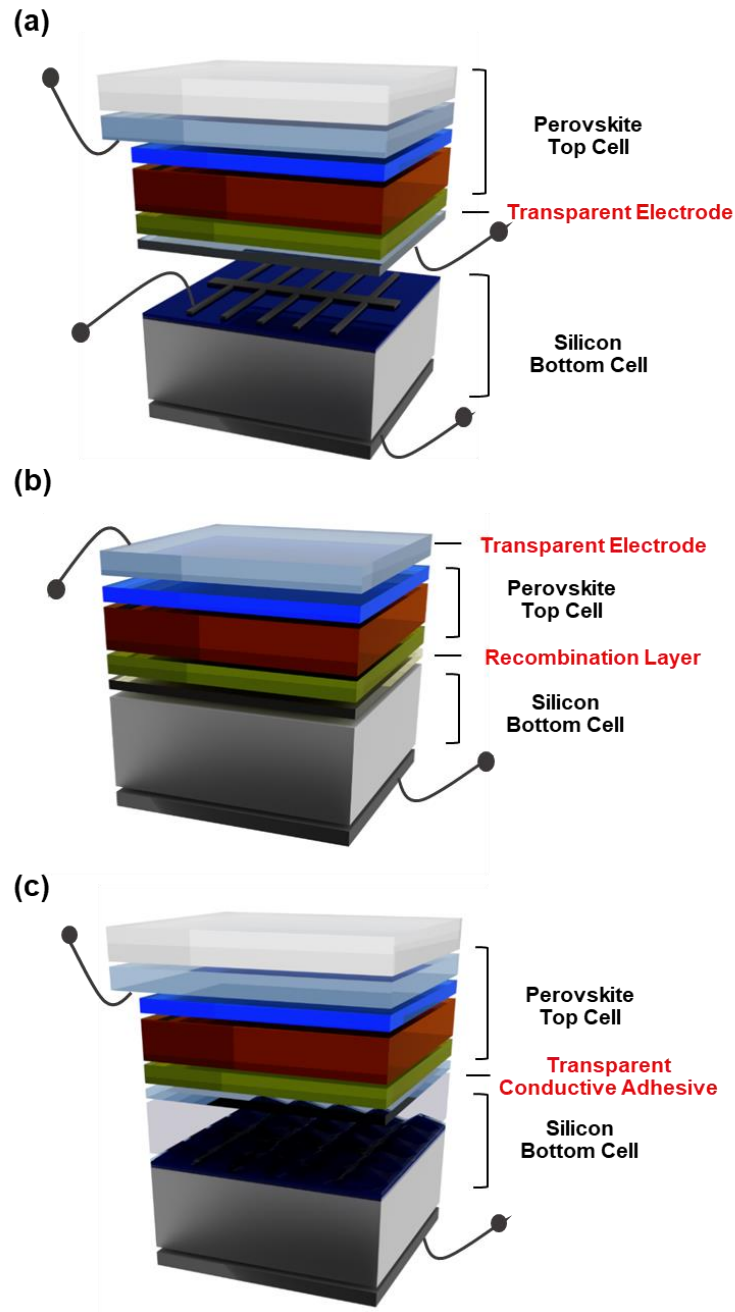 (a)
Perovskite
Top Cell
Transparent Electrode
Silicon
Bottom Cell
(b)
Transparent Electrode
Perovskite
Top Cell
Recombination Layer
Silicon
Bottom Cell
(c)
Perovskite
Top Cell
Transparent
Conductive Adhesive
Silicon
Bottom Cell